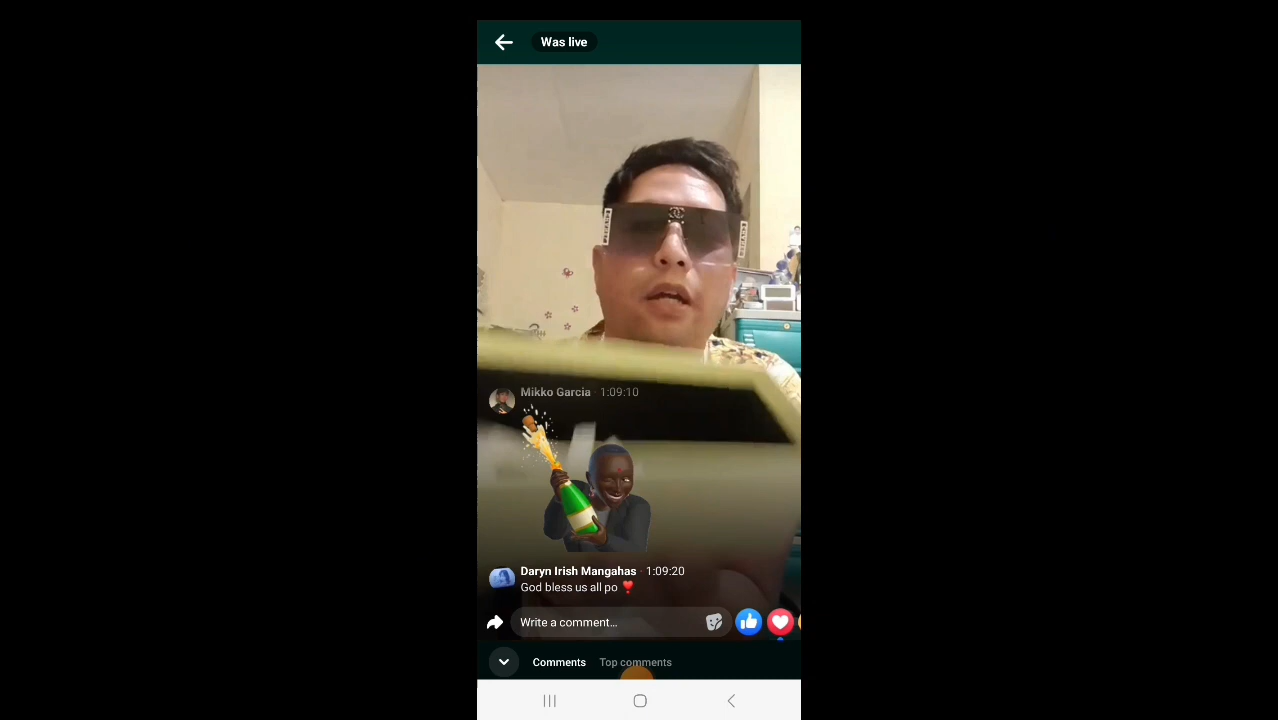 Was live
Mikko Garcia · 1:09:10
Daryn Irish Mangahas · 1:09:20
God bless us all po ❣️
Write a comment...
Comments Top comments